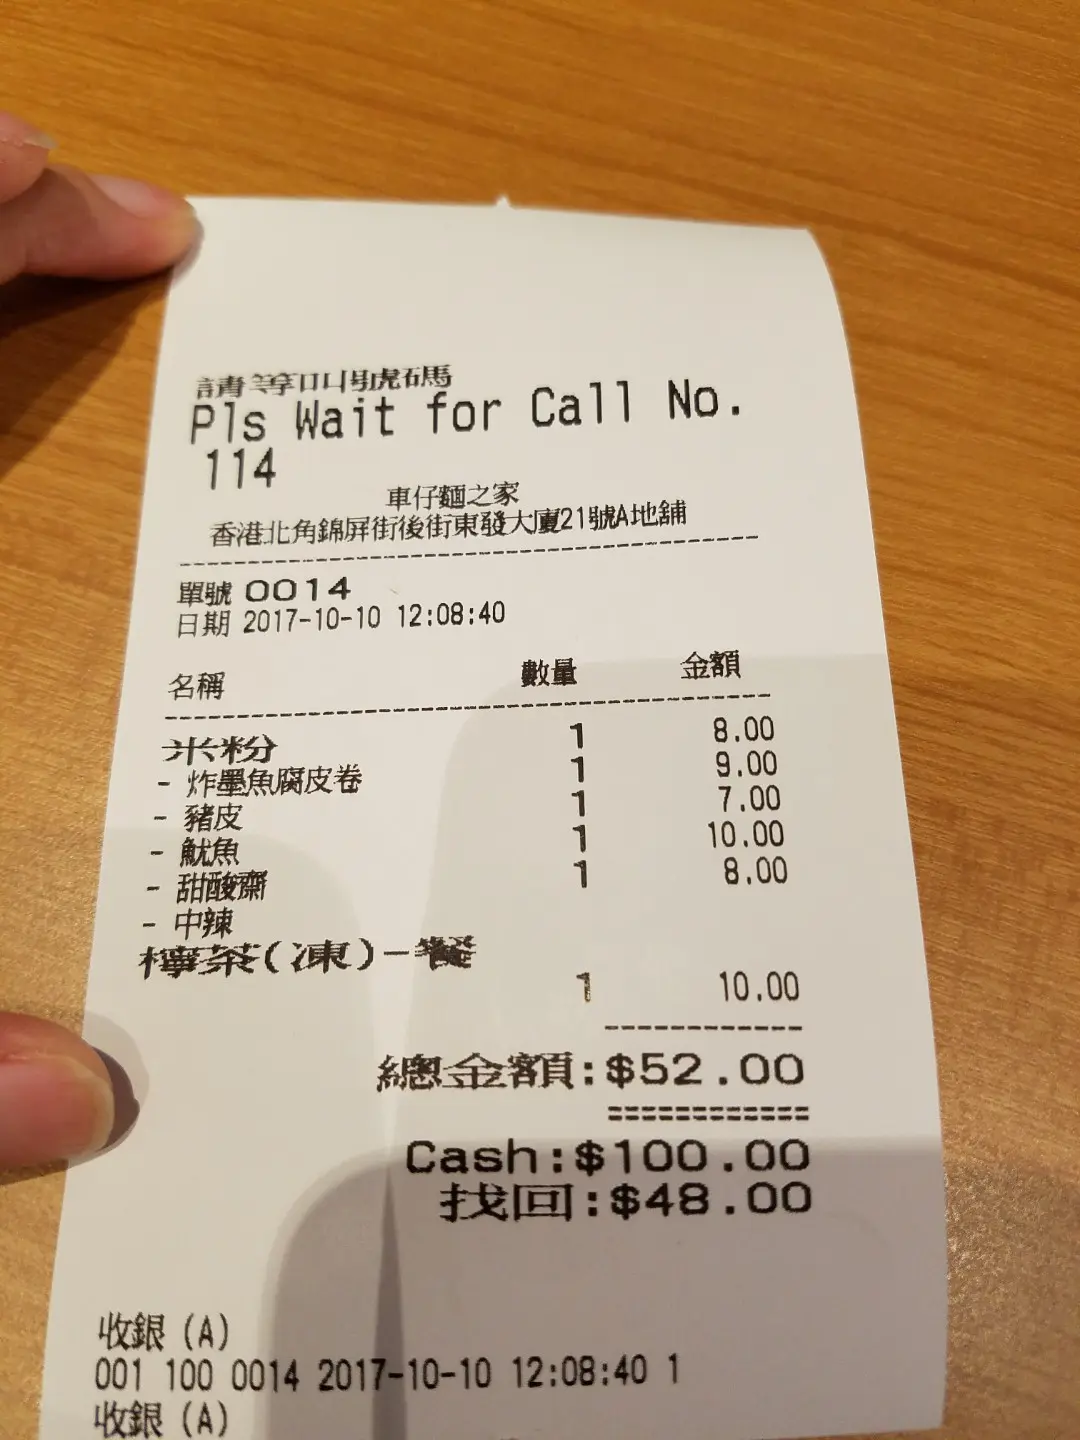 請等叫號碼
Pls Wait for Call No.
114
車仔麵之家
香港北角錦屏街後街東發大廈21號A地舖
單號 0014
日期 2017-10-10 12:08:40
名稱 數量 金額
米粉 1 8.00
- 炸墨魚腐皮卷 1 9.00
- 豬皮 1 7.00
- 魷魚 1 10.00
- 甜酸齋 1 8.00
- 中辣
檸茶(凍)-餐
1 10.00
總金額:$52.00
Cash:$100.00
找回:$48.00
收銀 (A)
001 100 0014 2017-10-10 12:08:40 1
收銀 (A)